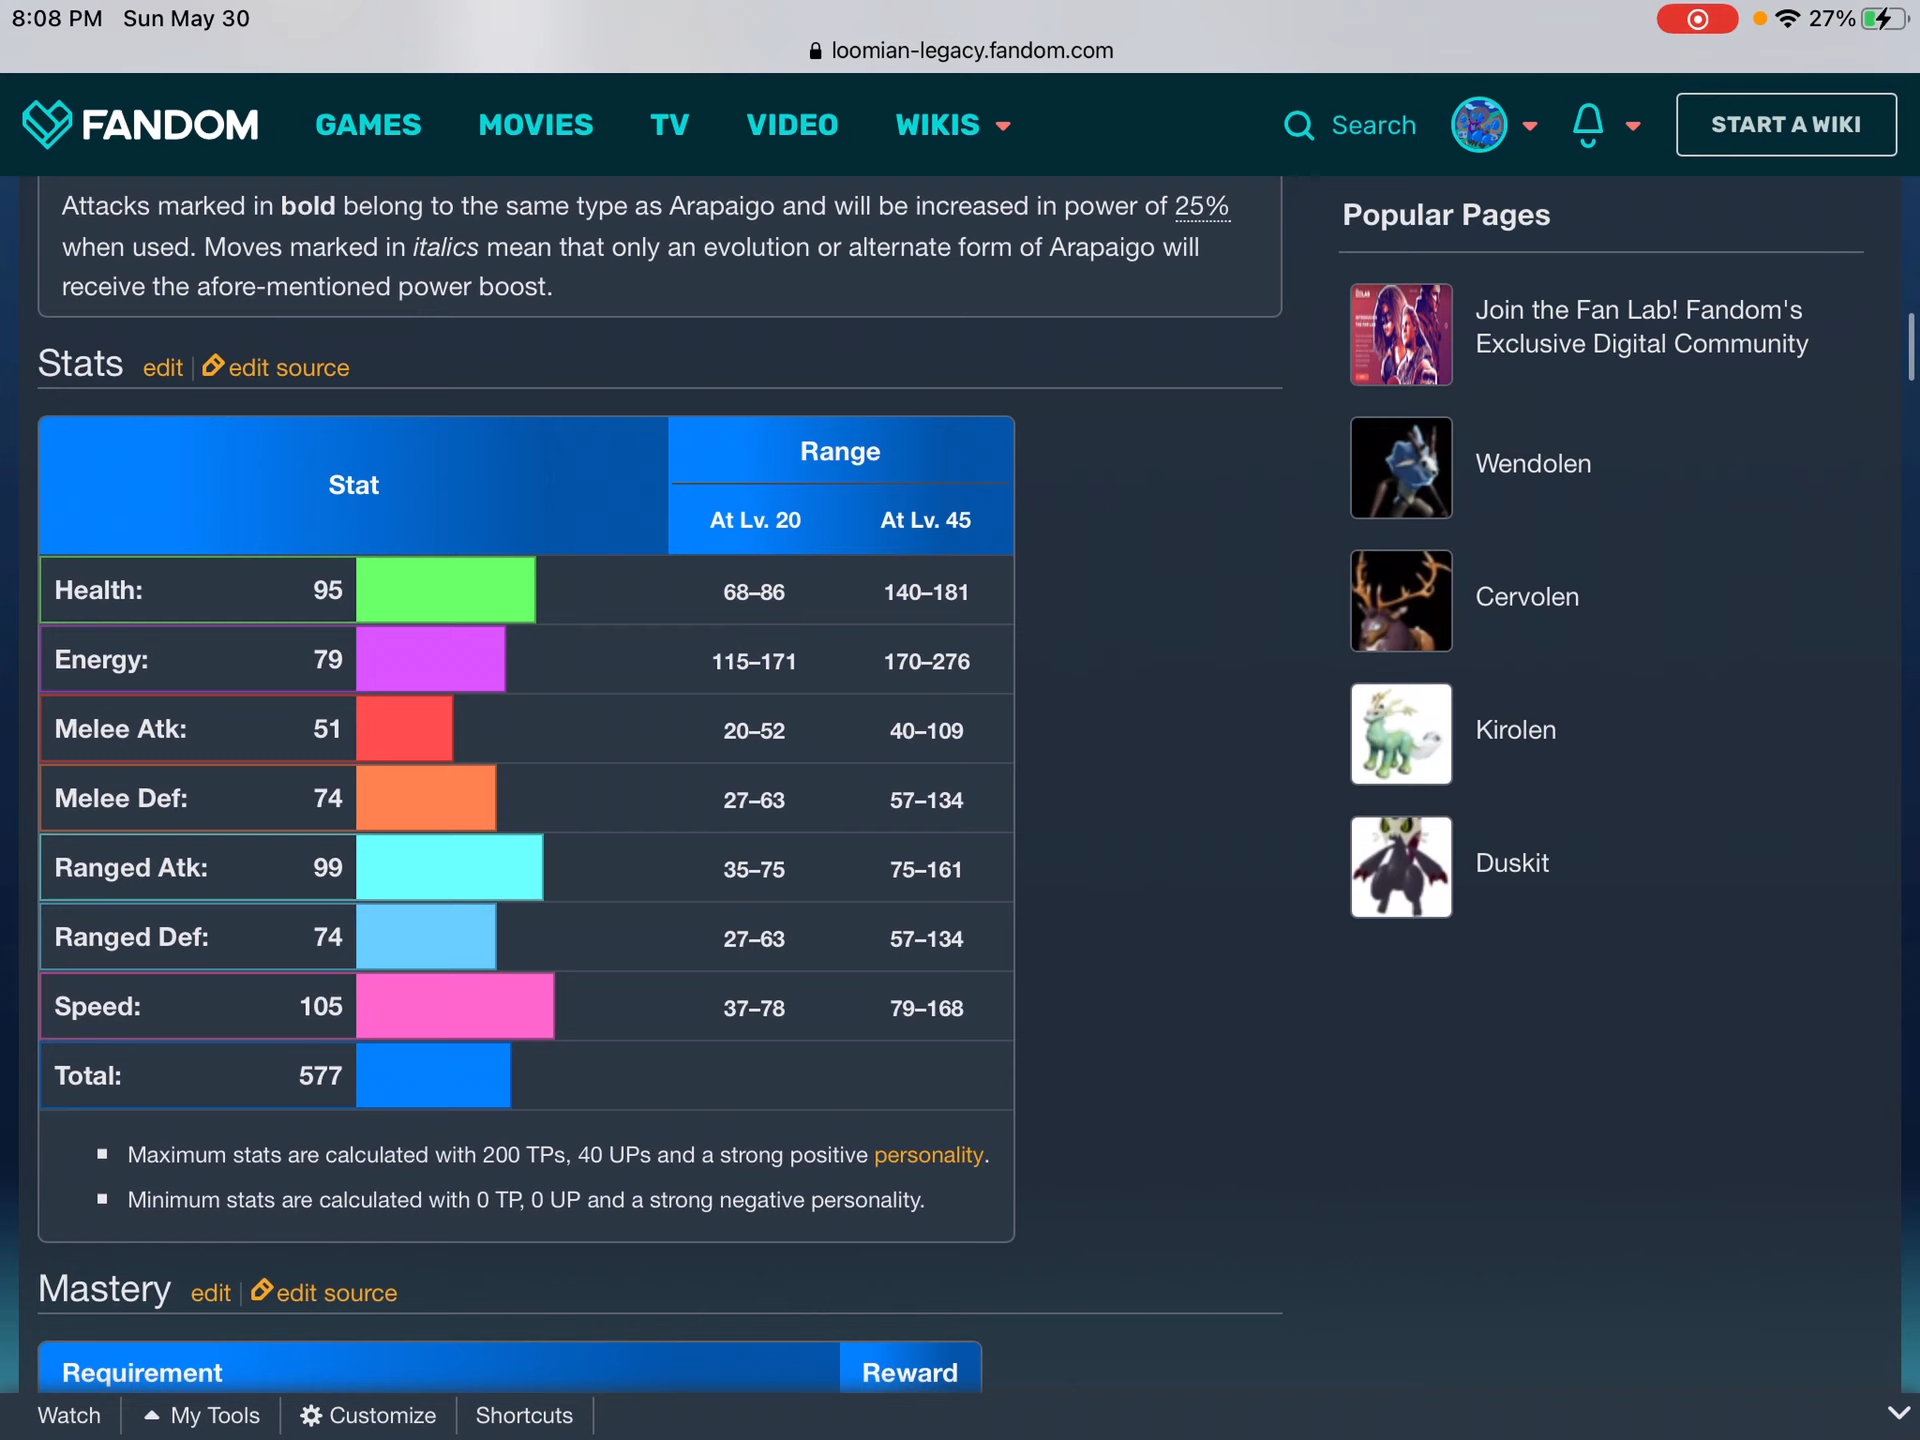 8:08 PM Sun May 30
27%
loomian-legacy.fandom.com
FANDOM GAMES MOVIES TV VIDEO WIKIS Search START A WIKI
Attacks marked in bold belong to the same type as Arapaigo and will be increased in power of 25%
when used. Moves marked in italics mean that only an evolution or alternate form of Arapaigo will
receive the afore-mentioned power boost.
Stats edit edit source
Stat Range
At Lv. 20 At Lv. 45
Health: 95 68–86 140–181
Energy: 79 115–171 170–276
Melee Atk: 51 20–52 40–109
Melee Def: 74 27–63 57–134
Ranged Atk: 99 35–75 75–161
Ranged Def: 74 27–63 57–134
Speed: 105 37–78 79–168
Total: 577
Maximum stats are calculated with 200 TPs, 40 UPs and a strong positive personality.
Minimum stats are calculated with 0 TP, 0 UP and a strong negative personality.
Mastery edit edit source
Requirement Reward
Popular Pages
Join the Fan Lab! Fandom's
Exclusive Digital Community
Wendolen
Cervolen
Kirolen
Duskit
Watch My Tools Customize Shortcuts